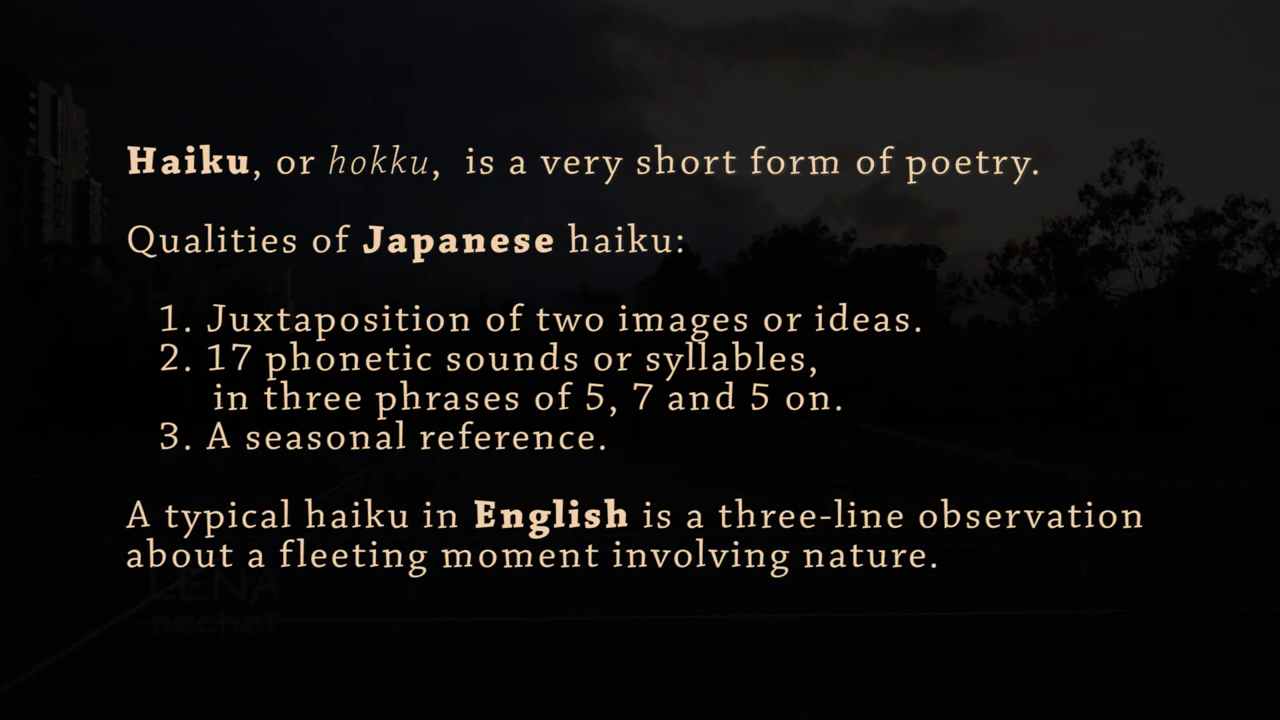 Haiku, or hokku, is a very short form of poetry.
Qualities of Japanese haiku:
1. Juxtaposition of two images or ideas.
2. 17 phonetic sounds or syllables,
in three phrases of 5, 7 and 5 on.
3. A seasonal reference.
A typical haiku in English is a three-line observation
about a fleeting moment involving nature.
LENA